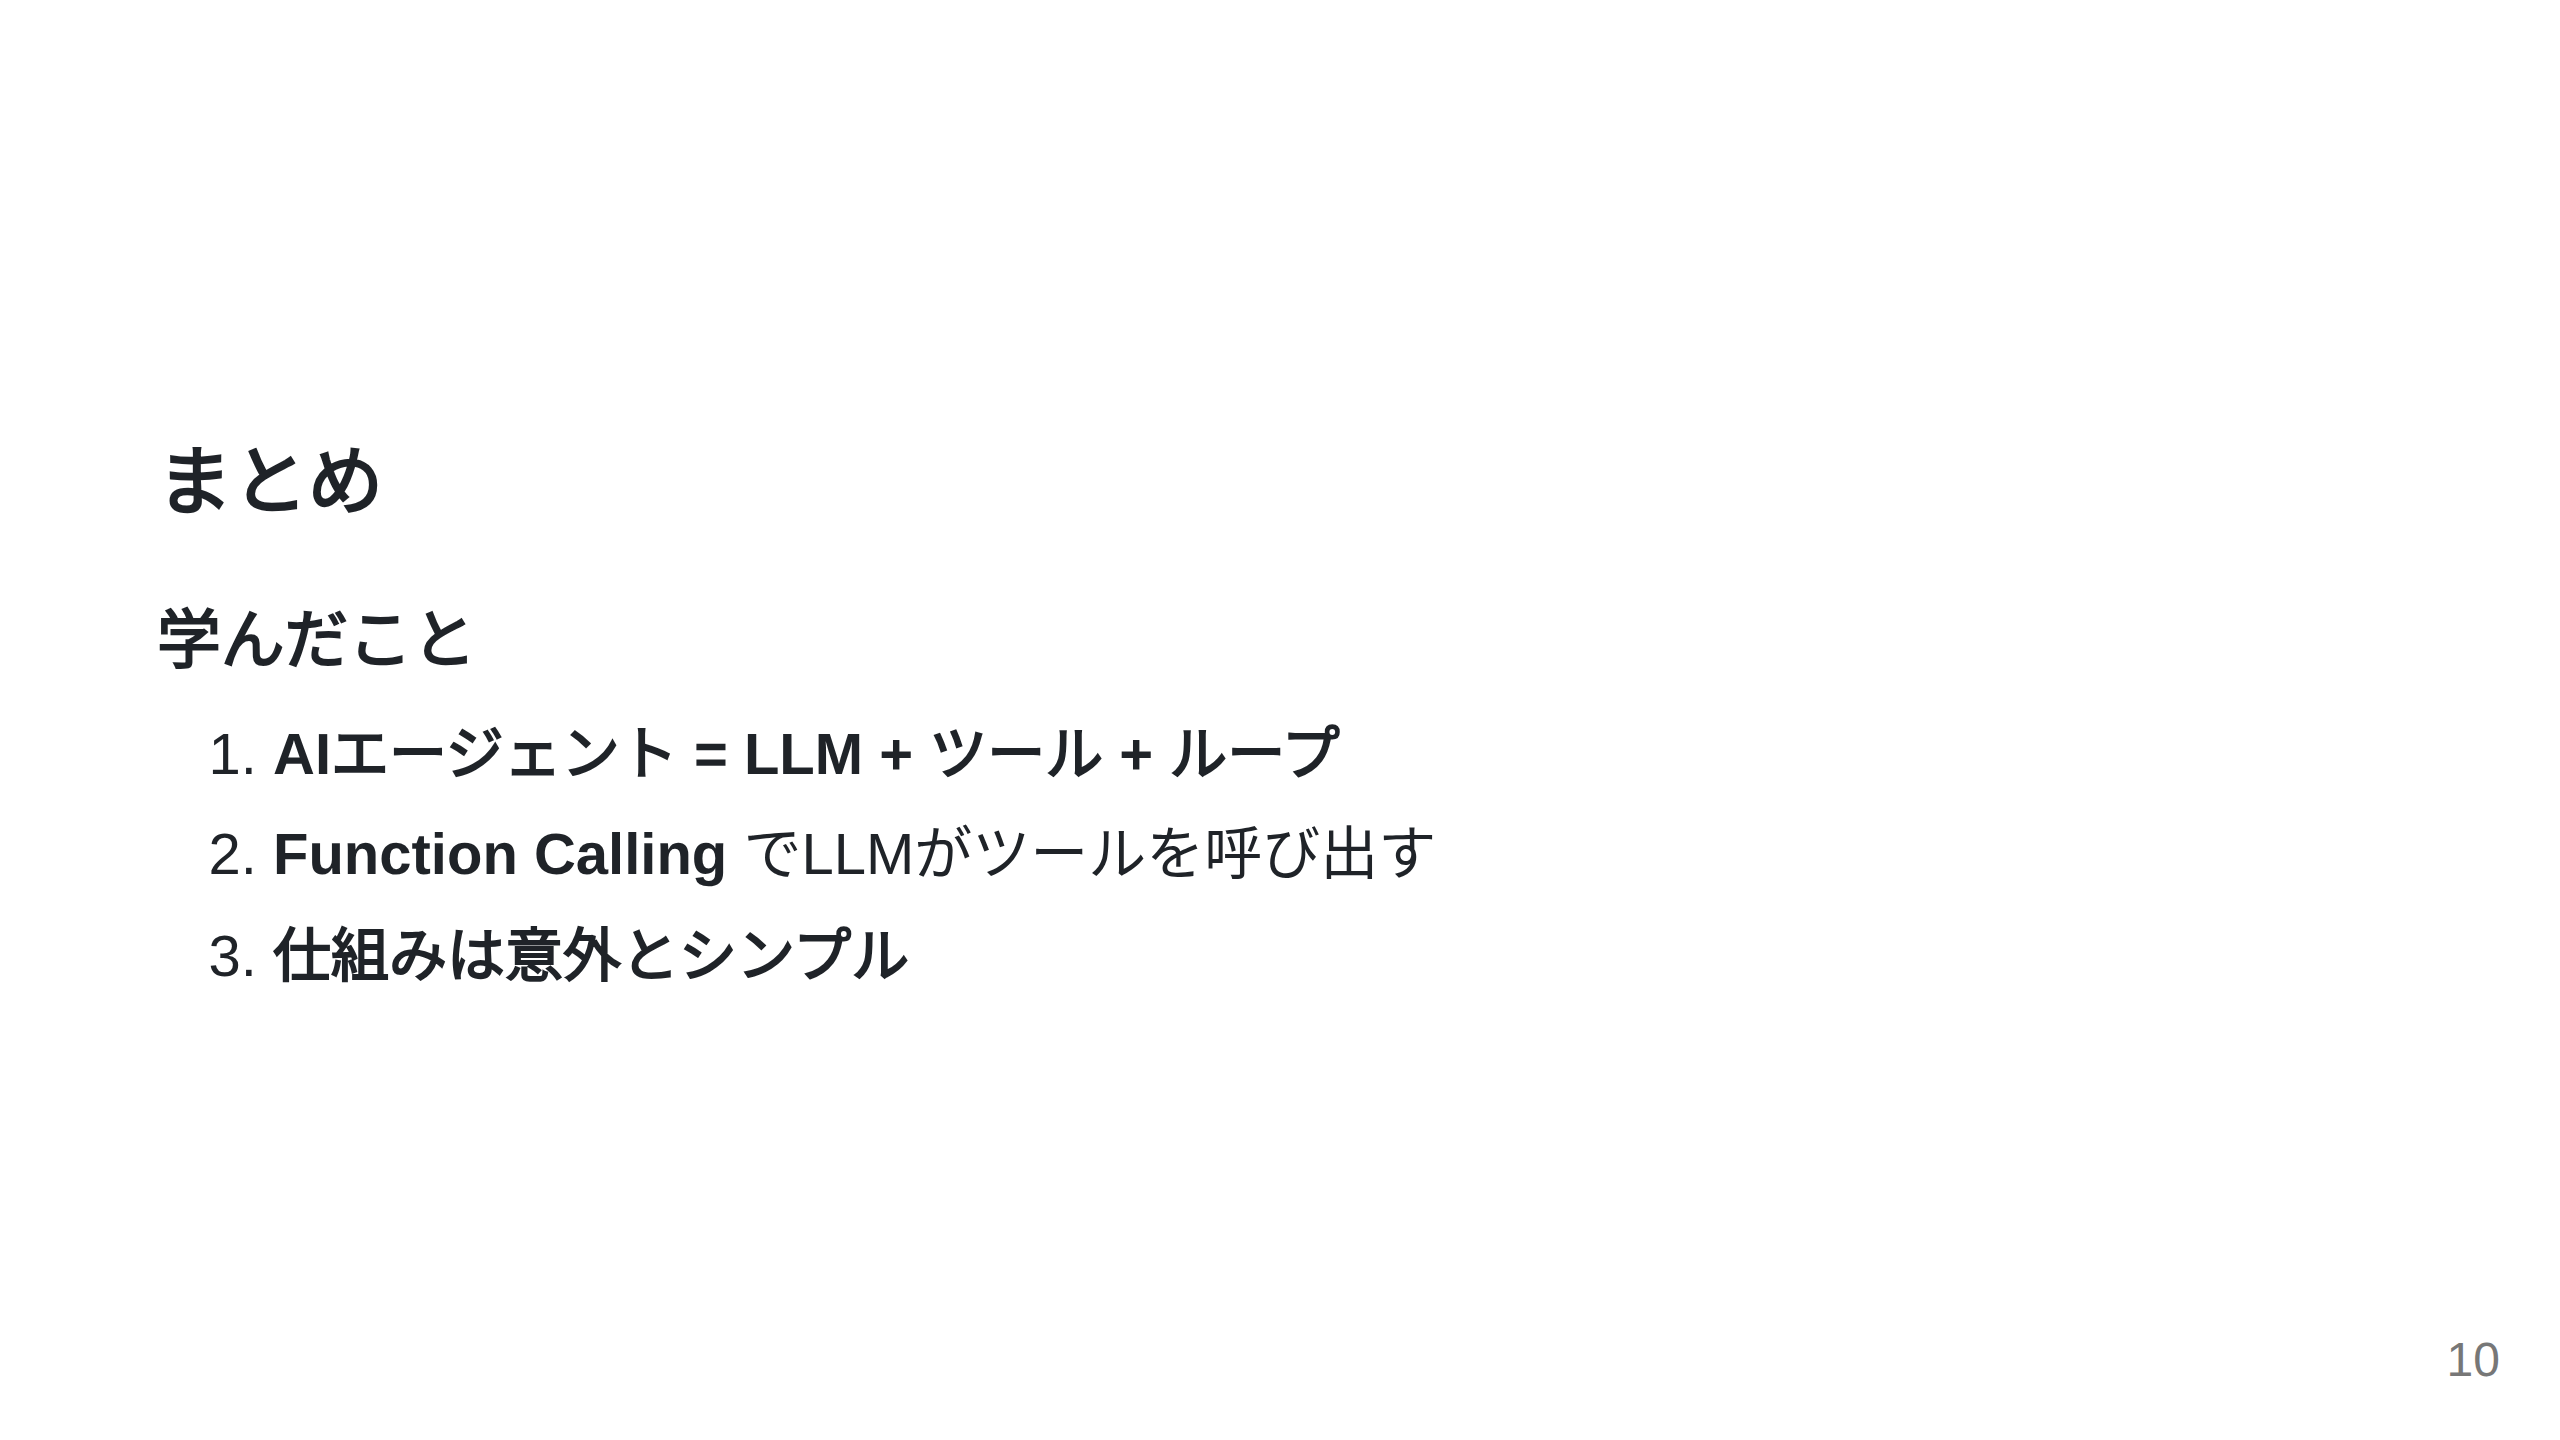 まとめ
学んだこと
1. AIエージェント = LLM + ツール + ループ
2. Function Calling でLLMがツールを呼び出す
3. 仕組みは意外とシンプル
10